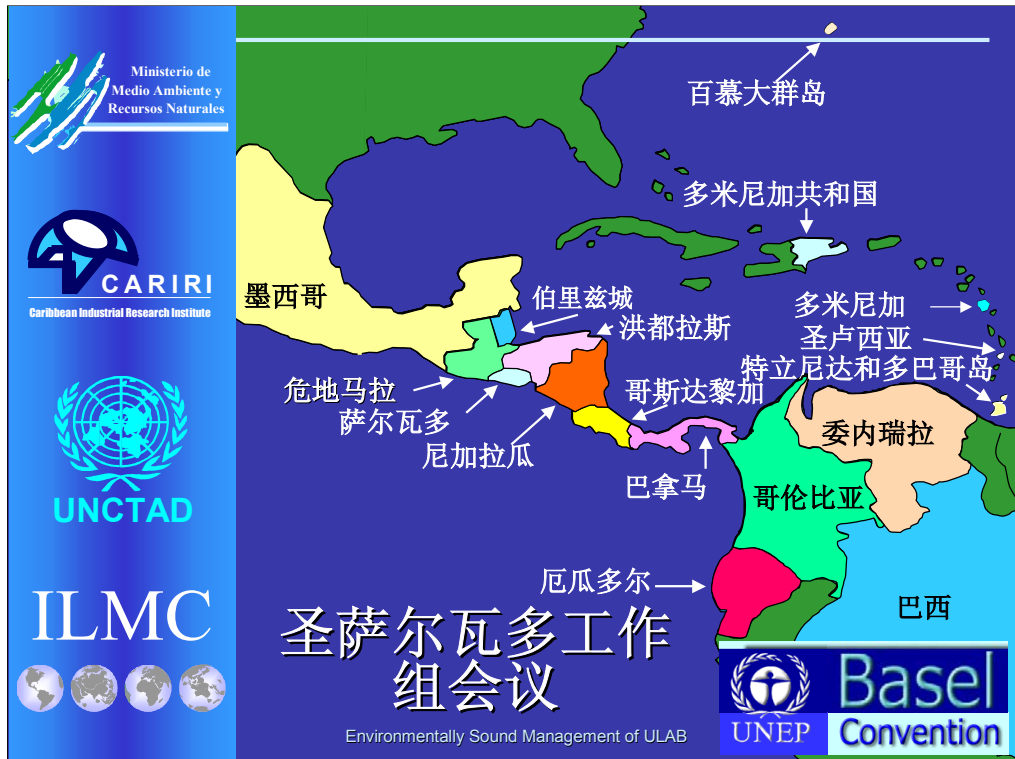 Ministerio de
Medio Ambiente y
Recursos Naturales
CARIRI
Caribbean Industrial Research Institute
UNCTAD
ILMC
百慕大群岛
多米尼加共和国
墨西哥
伯里兹城
洪都拉斯
多米尼加
圣卢西亚
特立尼达和多巴哥岛
危地马拉
萨尔瓦多
哥斯达黎加
尼加拉瓜
委内瑞拉
巴拿马
哥伦比亚
厄瓜多尔
巴西
圣萨尔瓦多工作
组会议
Environmentally Sound Management of ULAB
UNEP
Basel
Convention